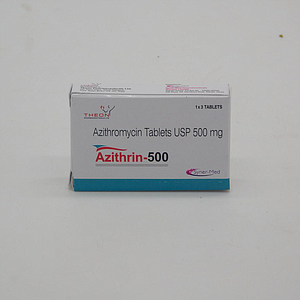 THEON
1 x 3 TABLETS
Azithromycin Tablets USP 500 mg
Azithrin-500